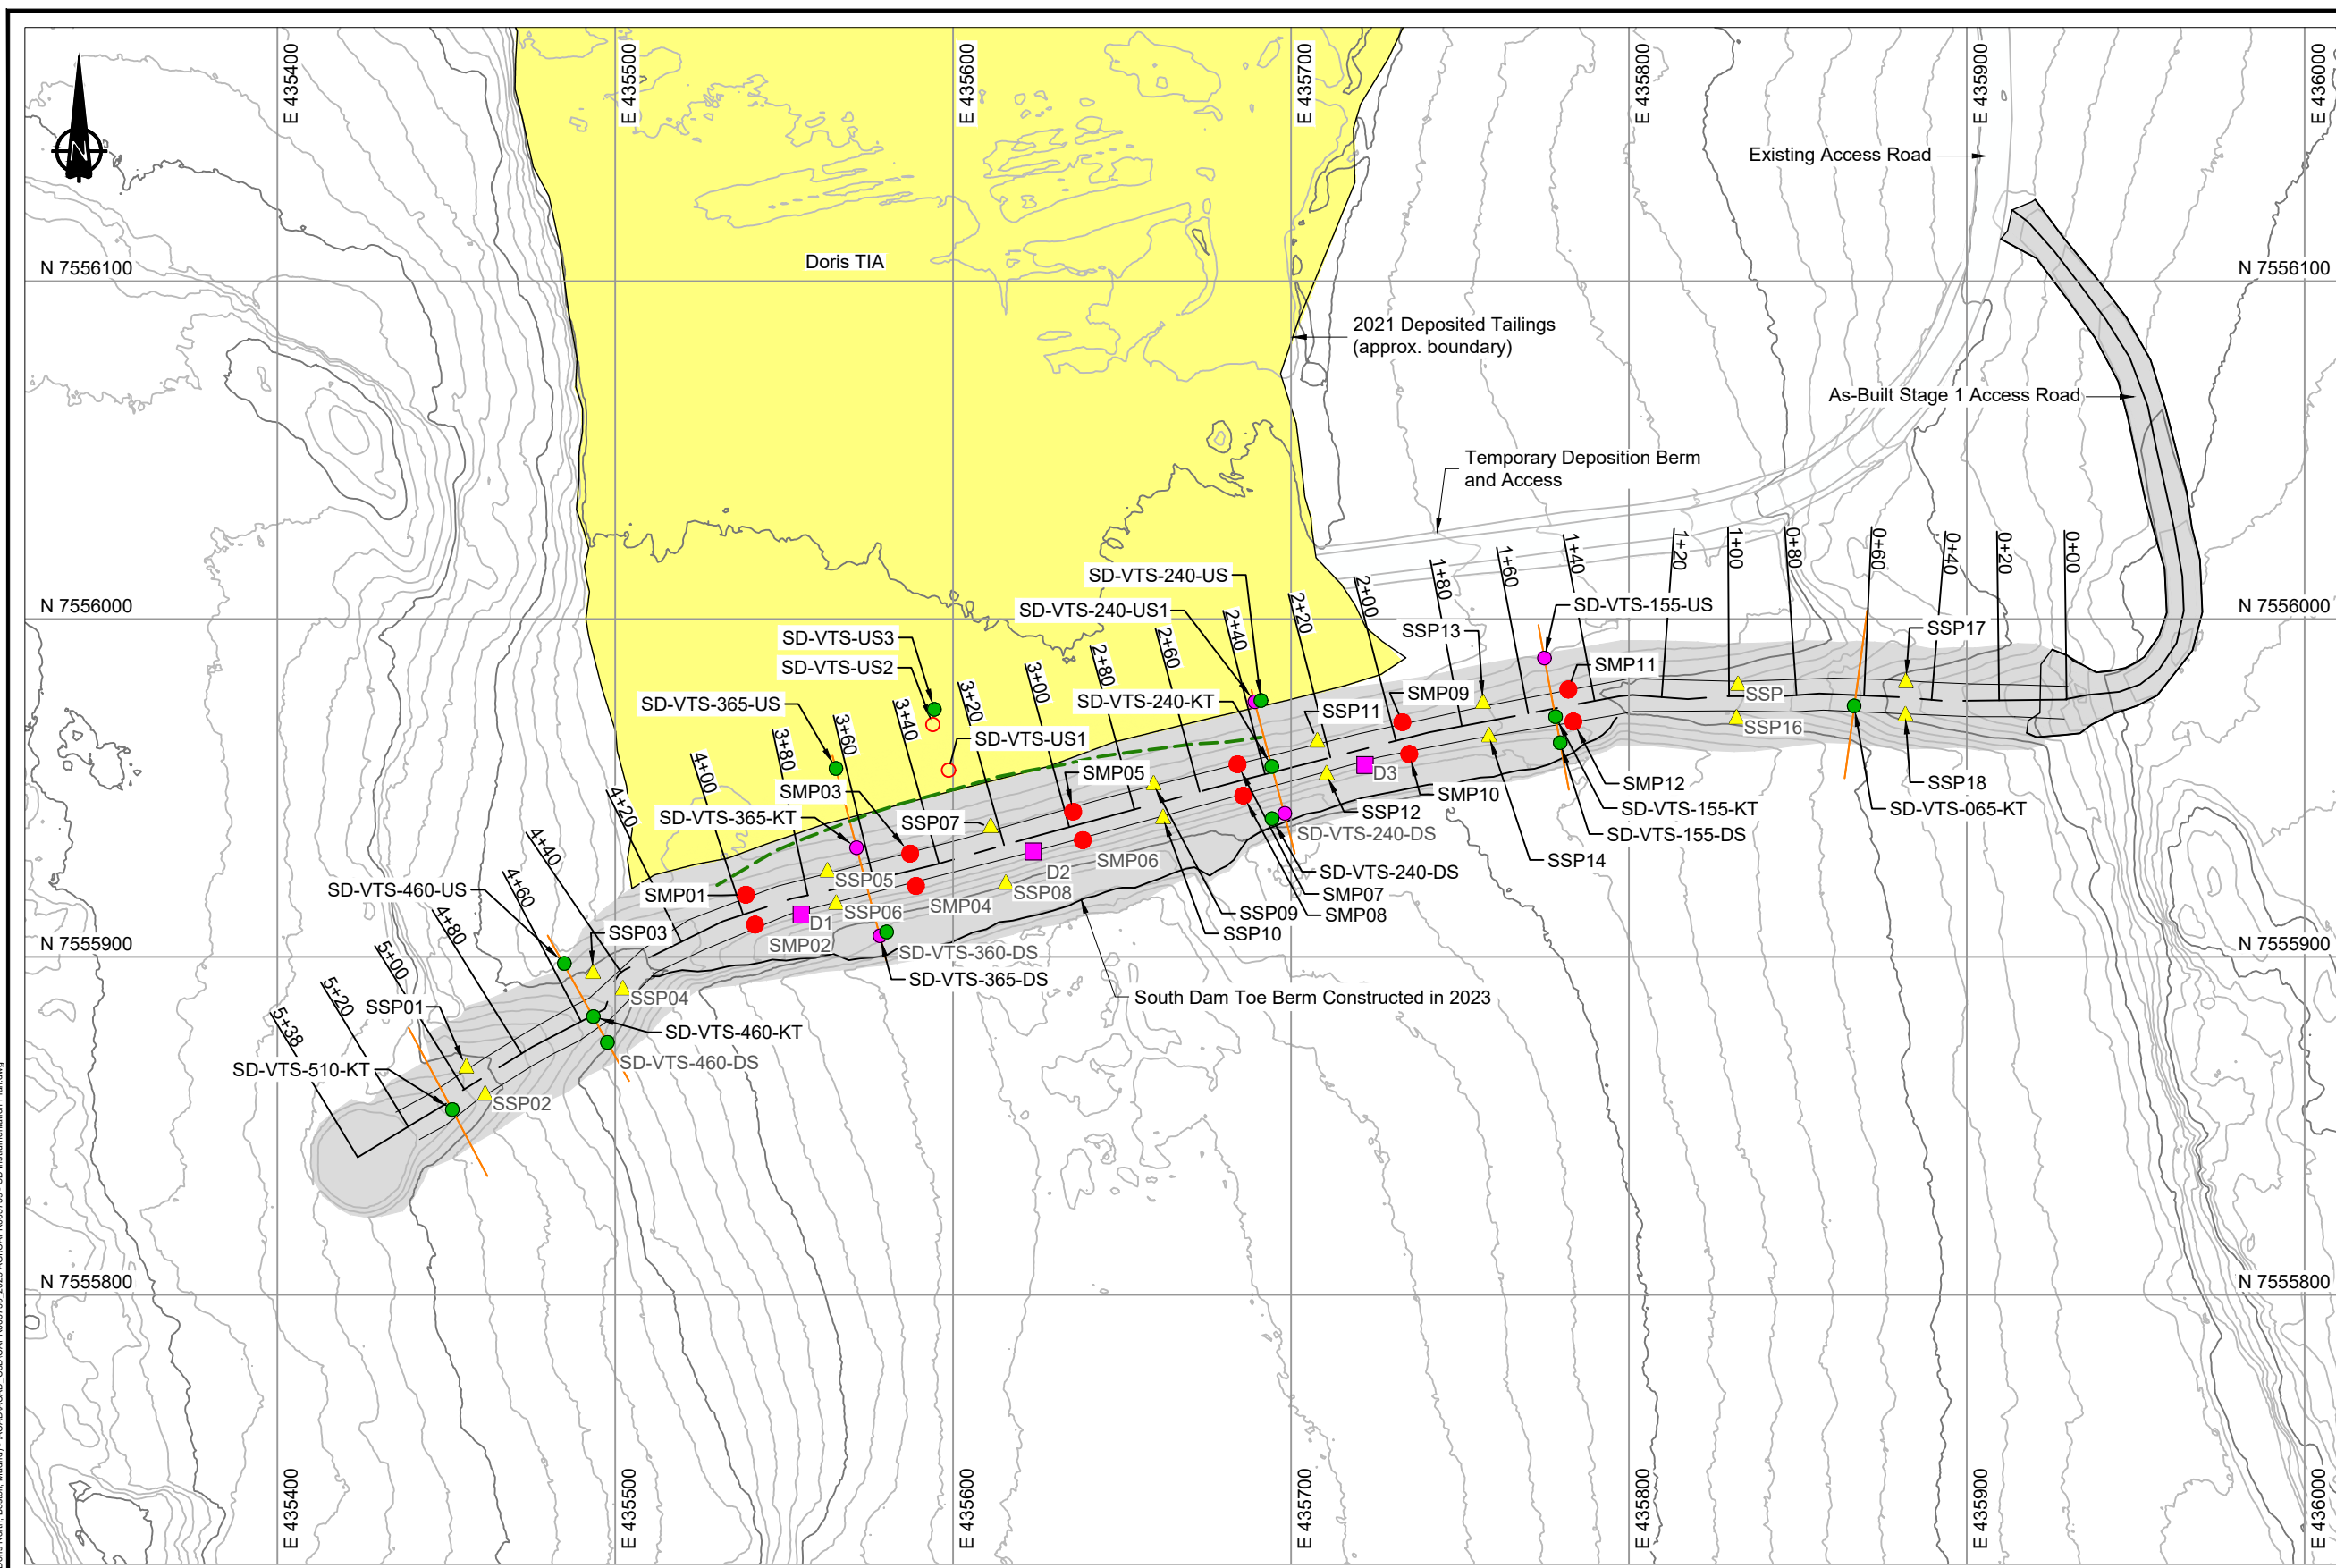 E 435400
E 435500
E 435600
E 435700
E 435800
E 435900
E 436000
N
Existing Access Road
Doris TIA
N 7556100
N 7556100
2021 Deposited Tailings
(approx. boundary)
As-Built Stage 1 Access Road
Temporary Deposition Berm
and Access
SD-VTS-240-US
SD-VTS-240-US1
N 7556000
N 7556000
SD-VTS-155-US
SSP13
SSP17
SD-VTS-US3
SD-VTS-US2
SD-VTS-365-US
SD-VTS-240-KT
SD-VTS-US1
SSP11
SMP09
SMP11
SSP
SSP16
5+38
5+20
5+00
4+80
4+60
4+40
4+20
4+00
3+80
3+60
3+40
3+20
3+00
2+80
2+60
2+40
2+20
2+00
1+80
1+60
1+40
1+20
1+00
0+80
0+60
0+40
0+20
0+00
SMP03
SMP05
D3
SMP10
SMP12
SSP18
SD-VTS-365-KT
SSP07
SSP12
SD-VTS-155-KT
SD-VTS-065-KT
SD-VTS-240-DS
SD-VTS-155-DS
SMP06
SSP14
D2
SD-VTS-240-DS
SSP05
SSP08
SMP01
SMP04
SMP07
SSP06
SSP09
SMP08
D1
SSP10
SD-VTS-460-US
SSP03
SMP02
SD-VTS-360-DS
SD-VTS-365-DS
N 7555900
SSP04
South Dam Toe Berm Constructed in 2023
SSP01
SD-VTS-460-KT
SD-VTS-460-DS
SD-VTS-510-KT
SSP02
N 7555800
N 7555800
E 435400
E 435500
E 435600
E 435700
E 435800
E 435900
E 436000